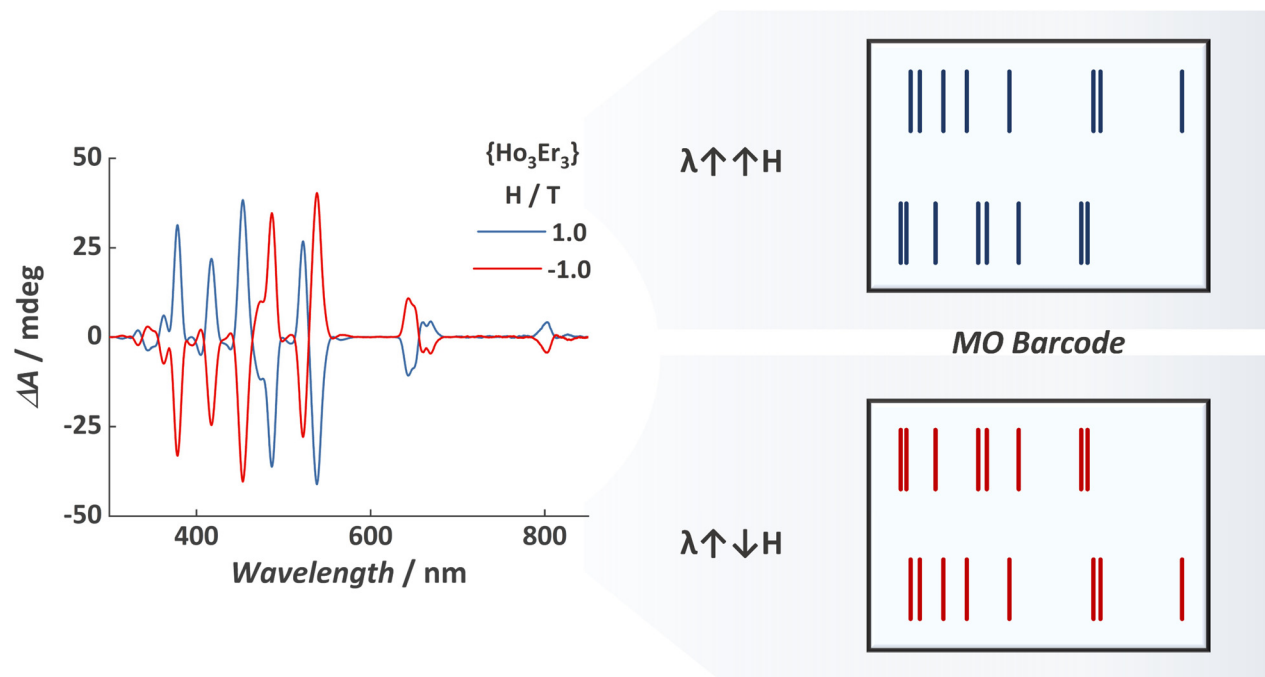 {Ho₃Er₃}
H / T
1.0
-1.0
50
25
0
-25
-50
ΔA / mdeg
400 600 800
Wavelength / nm
λ↑↑H
MO Barcode
λ↑↓H